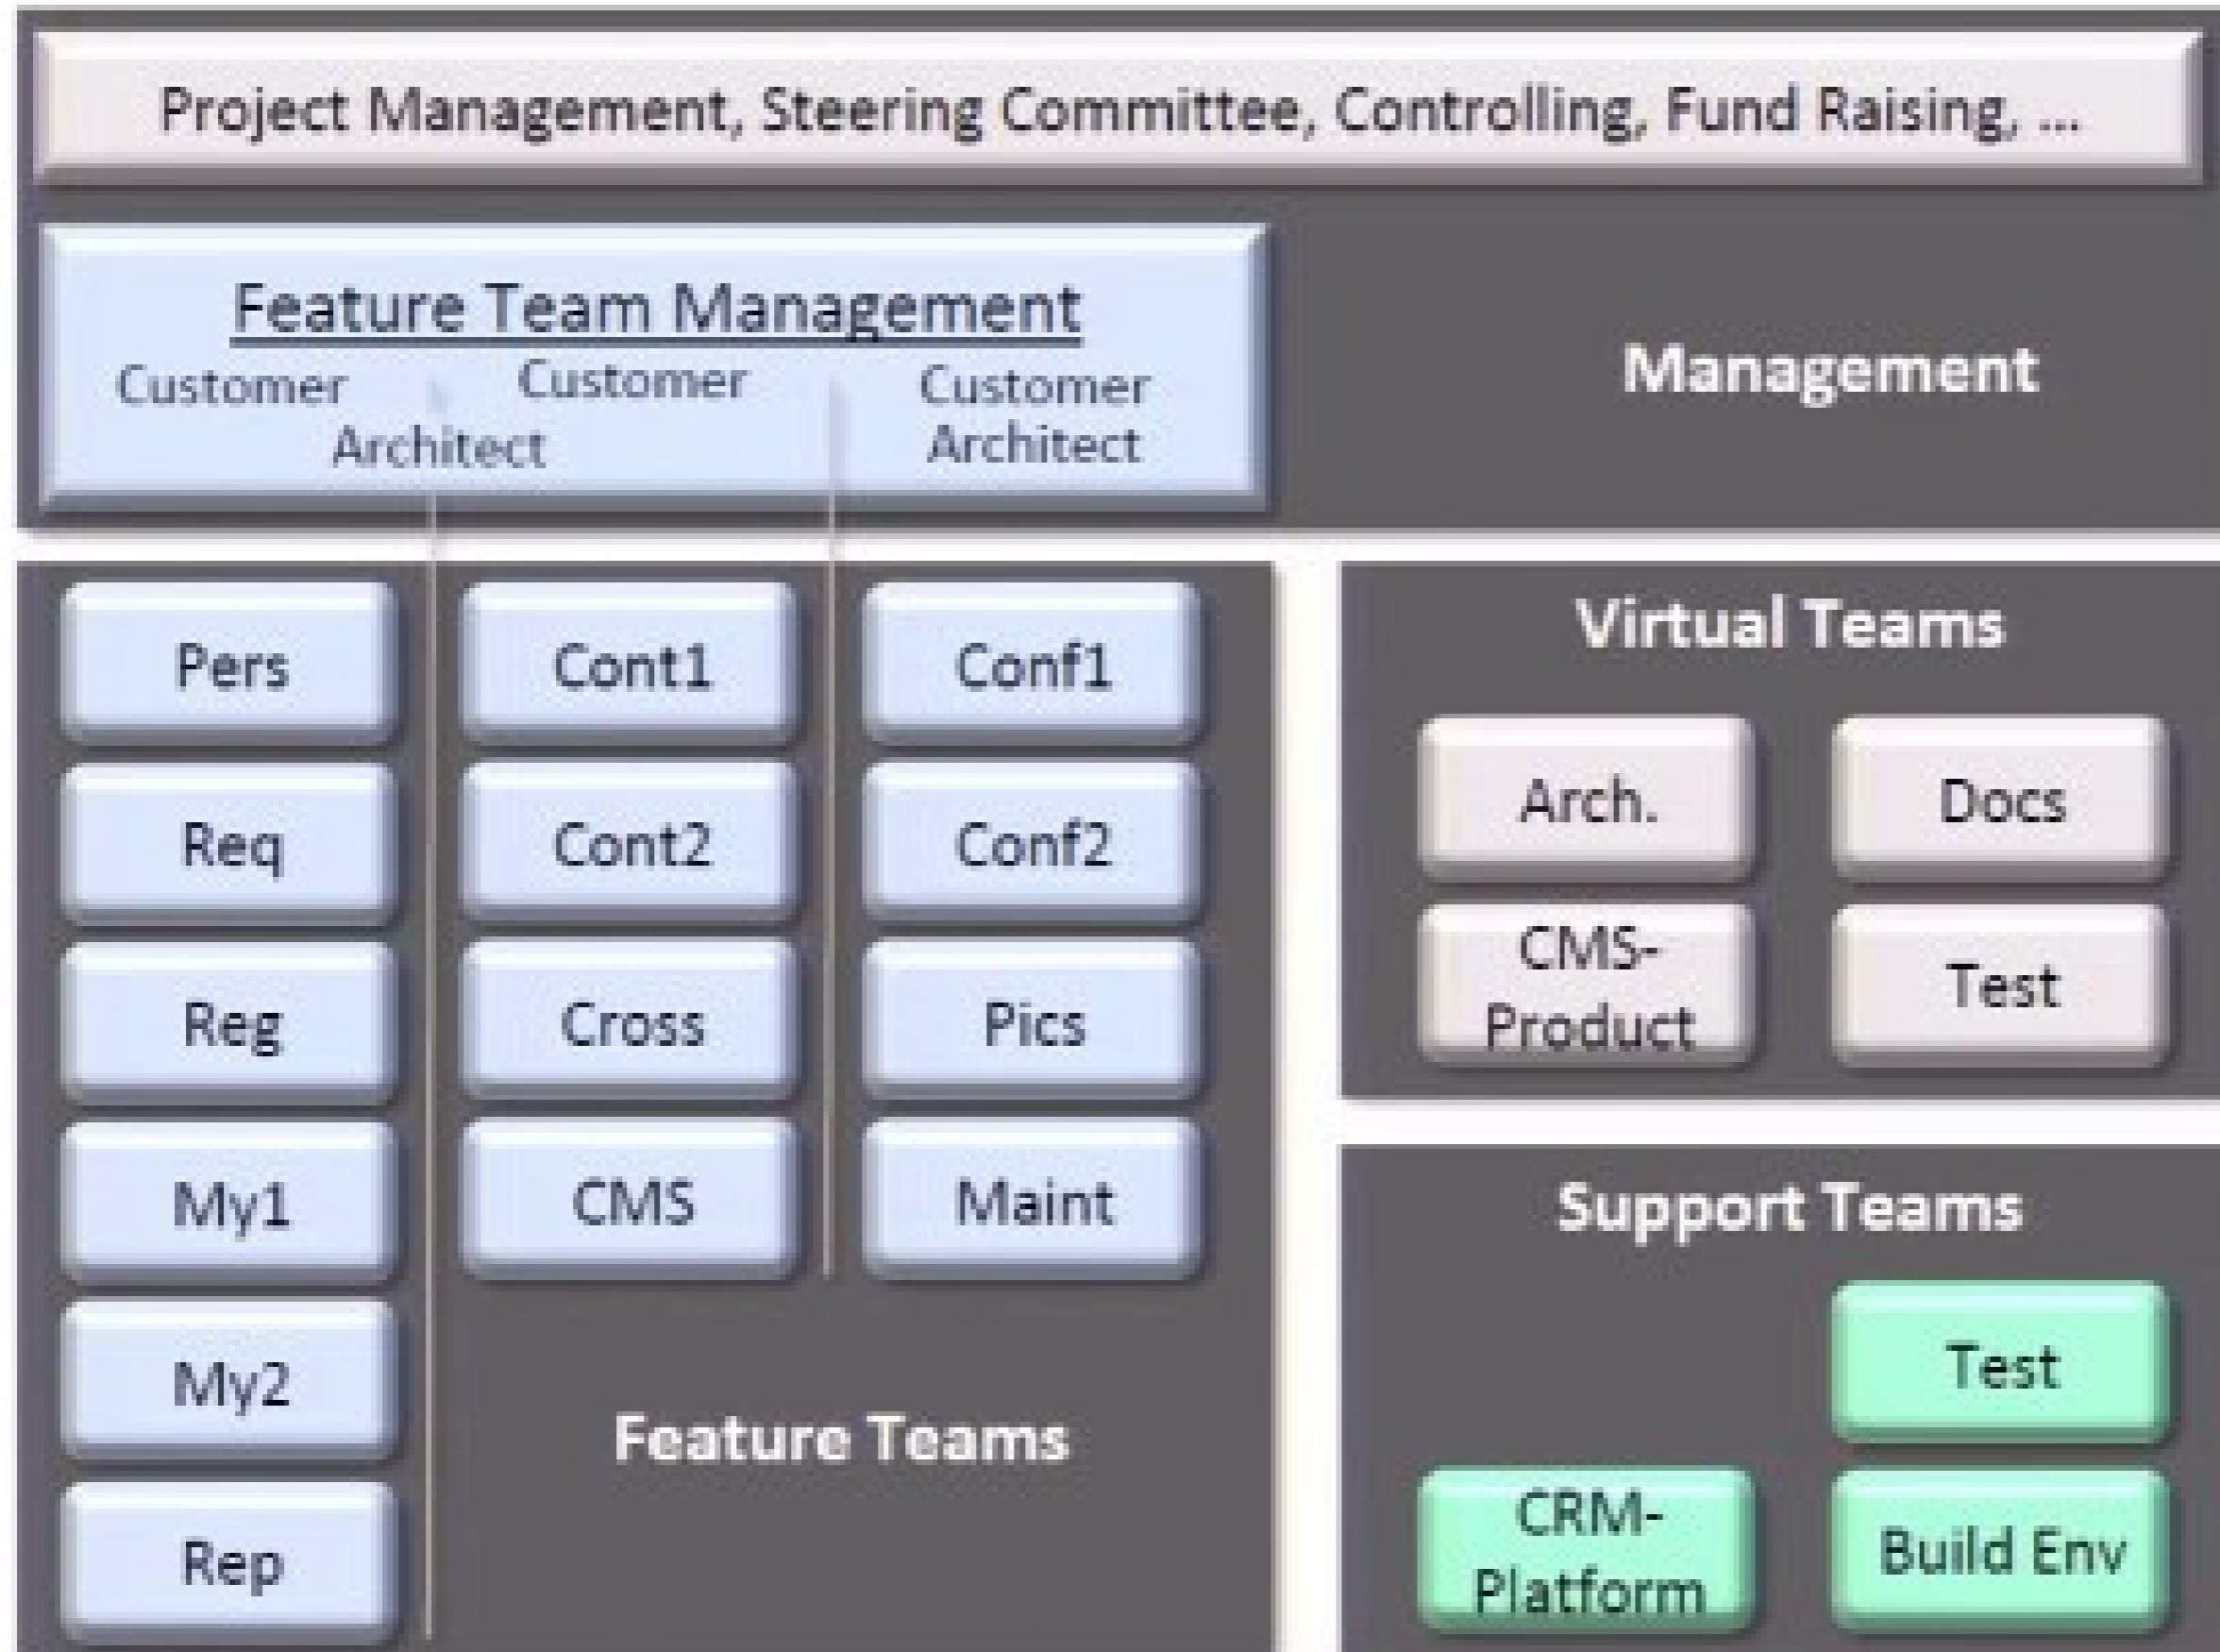 Project Management, Steering Committee, Controlling, Fund Raising, ...
Feature Team Management
Customer Customer Customer
Architect Architect
Management
Pers Cont1 Conf1
Req Cont2 Conf2
Reg Cross Pics
My1 CMS Maint
My2
Rep
Feature Teams
Virtual Teams
Arch. Docs
CMS-
Product
Test
Support Teams
Test
CRM-
Platform
Build Env